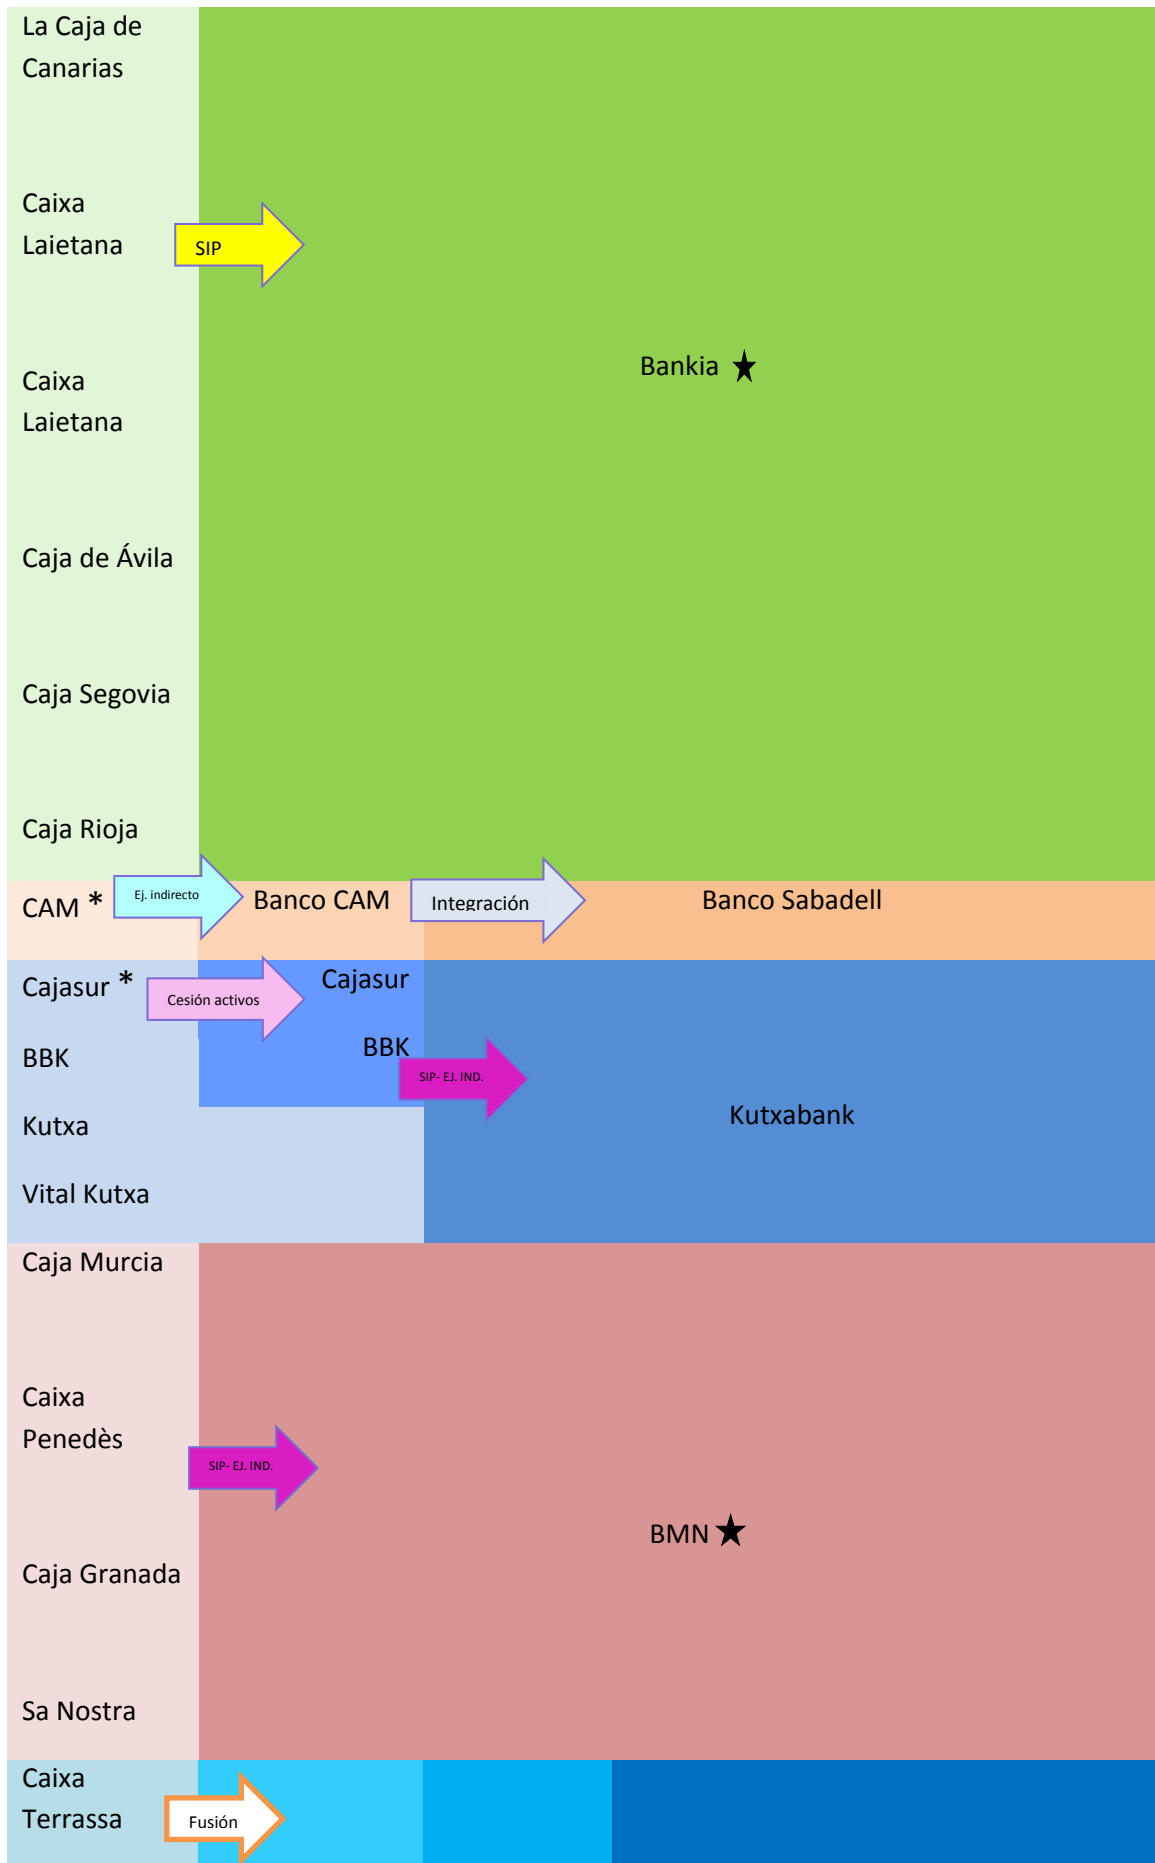 La Caja de
Canarias
Caixa
Laietana
SIP
Bankia
Caixa
Laietana
Caja de Ávila
Caja Segovia
Caja Rioja
CAM *
Ej. indirecto
Banco CAM
Integración
Banco Sabadell
Cajasur *
Cesión activos
Cajasur
BBK
BBK
SIP- EJ. IND.
Kutxa
Kutxabank
Vital Kutxa
Caja Murcia
Caixa
Penedès
SIP- EJ. IND.
BMN
Caja Granada
Sa Nostra
Caixa
Terrassa
Fusión